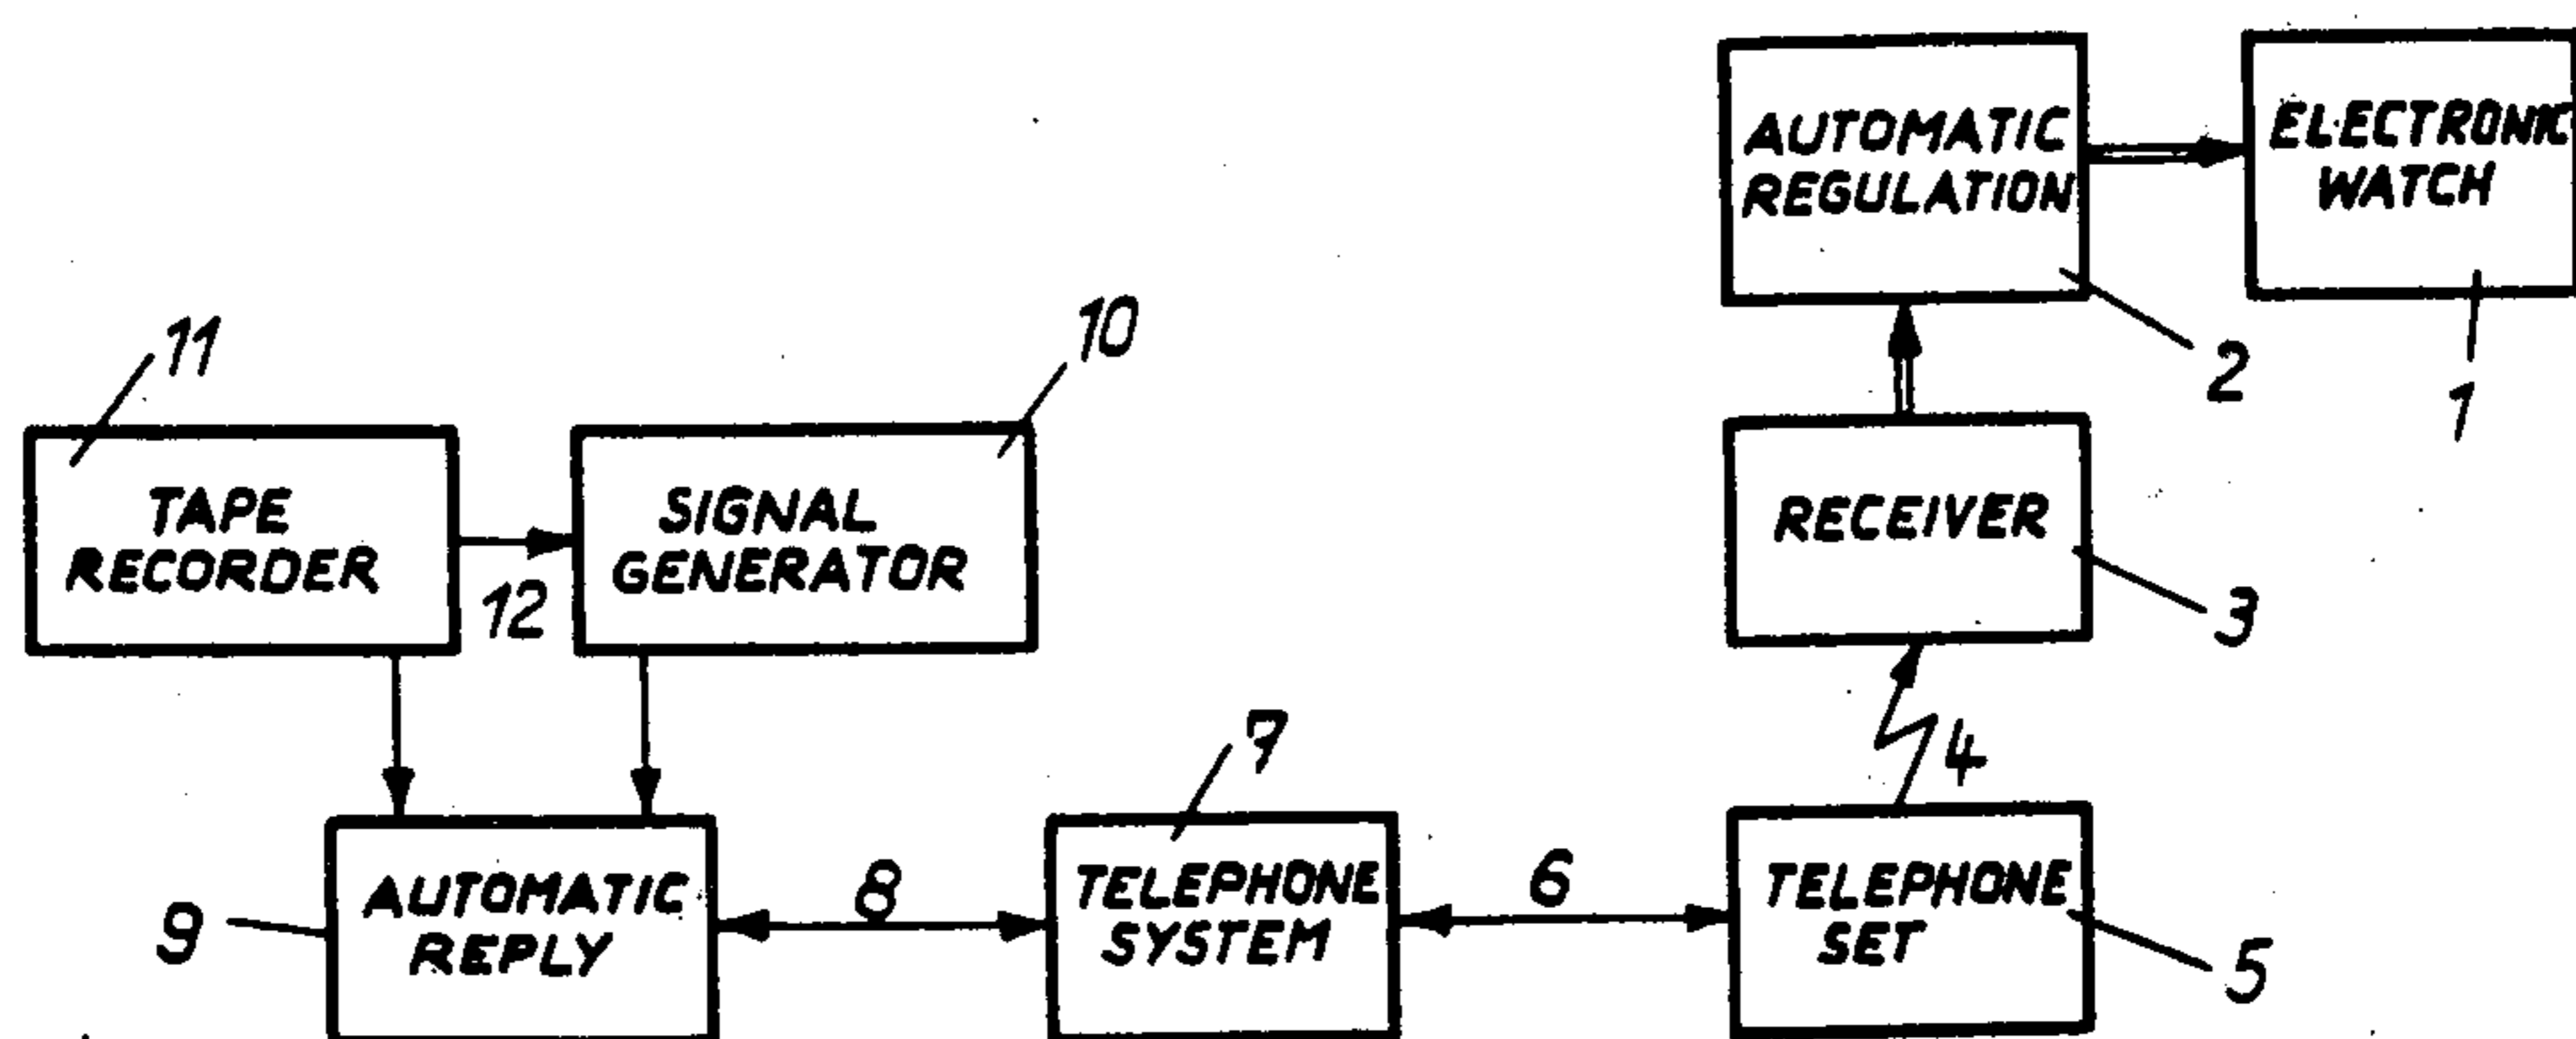 AUTOMATIC
REGULATION
2
ELECTRONIC
WATCH
1
11
TAPE
RECORDER
12
10
SIGNAL
GENERATOR
RECEIVER
3
4
9
AUTOMATIC
REPLY
8
7
TELEPHONE
SYSTEM
6
TELEPHONE
SET
5